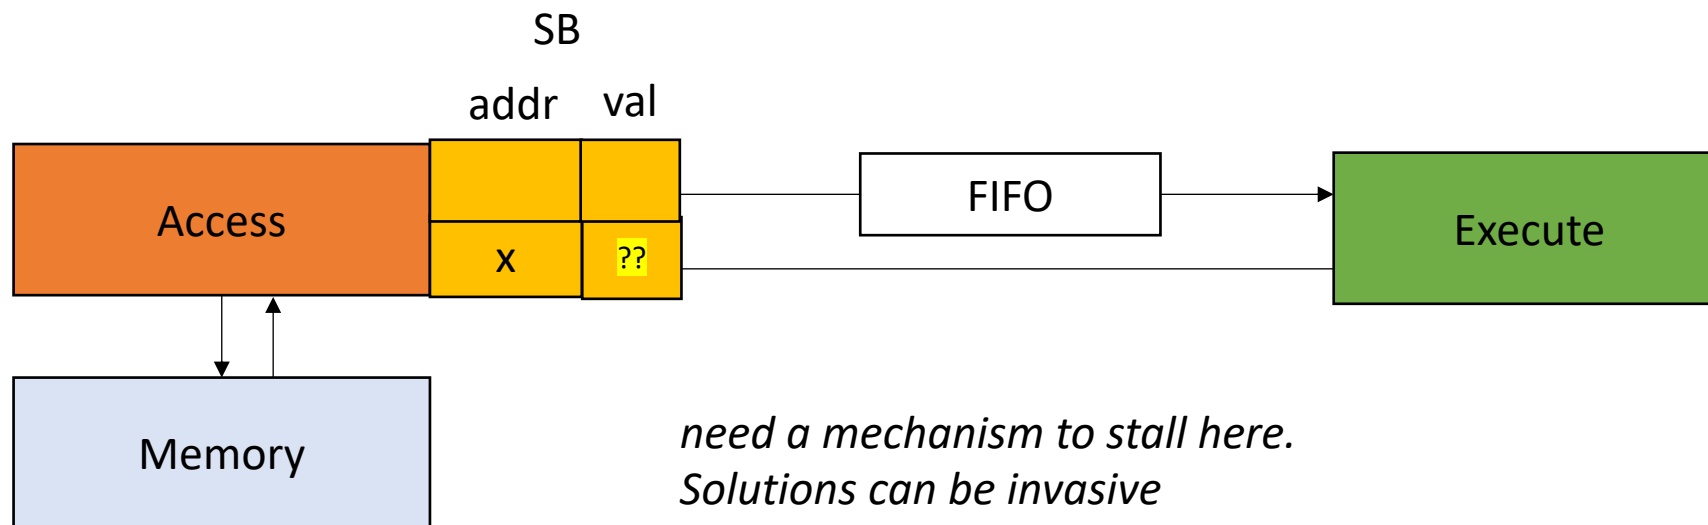 SB
addr val
Access
FIFO
Execute
x
??
Memory
need a mechanism to stall here.
Solutions can be invasive